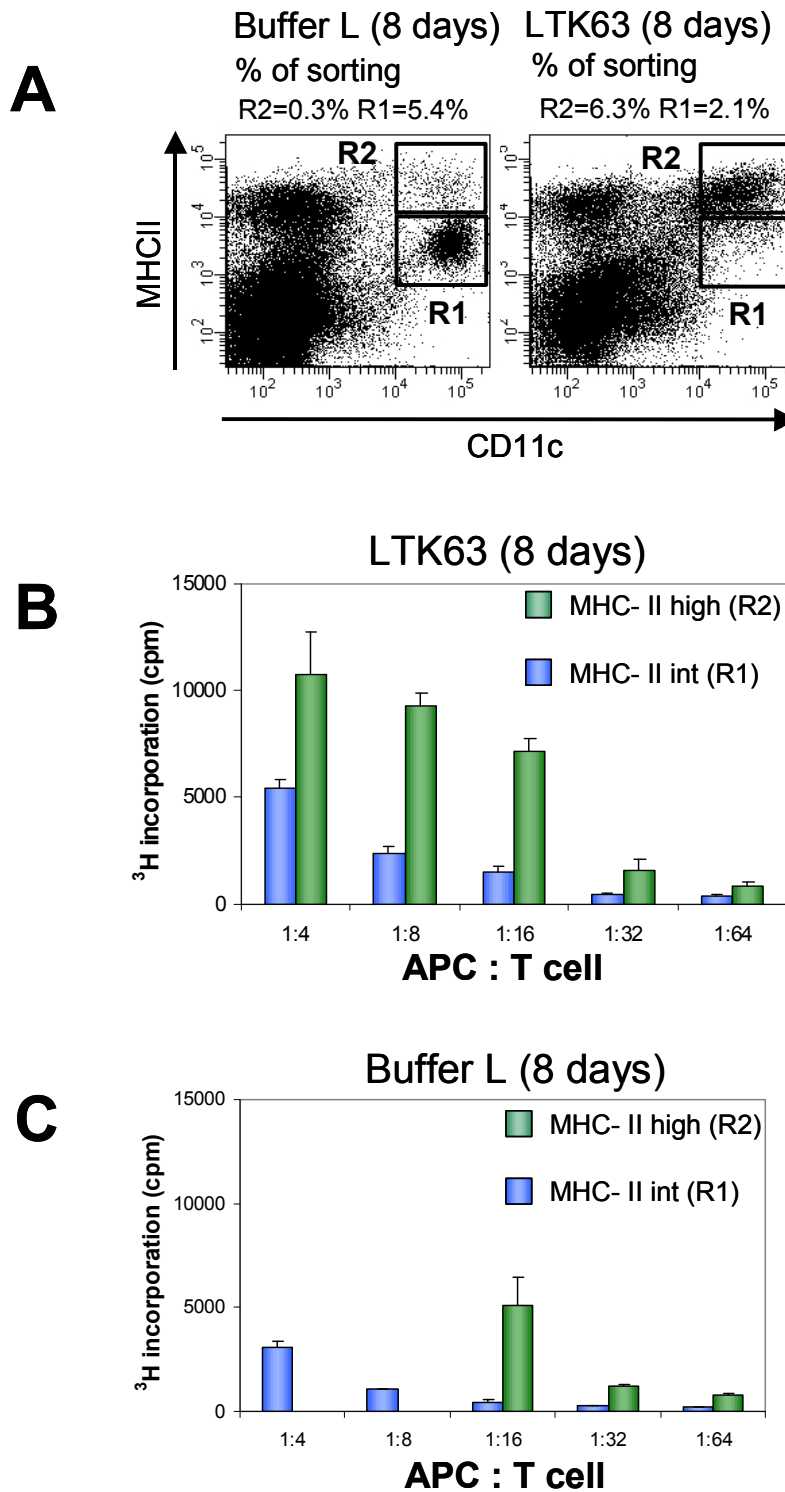 A
Buffer L (8 days) LTK63 (8 days)
% of sorting % of sorting
R2=0.3% R1=5.4% R2=6.3% R1=2.1%
MHCII
10^5
10^4
10^3
10^2
R2
R1
10^2 10^3 10^4 10^5
10^5
10^4
10^3
10^2
R2
R1
10^2 10^3 10^4 10^5
CD11c
B
LTK63 (8 days)
³H incorporation (cpm)
15000
10000
5000
0
MHC- II high (R2)
MHC- II int (R1)
1:4 1:8 1:16 1:32 1:64
APC : T cell
C
Buffer L (8 days)
³H incorporation (cpm)
15000
10000
5000
0
MHC- II high (R2)
MHC- II int (R1)
1:4 1:8 1:16 1:32 1:64
APC : T cell